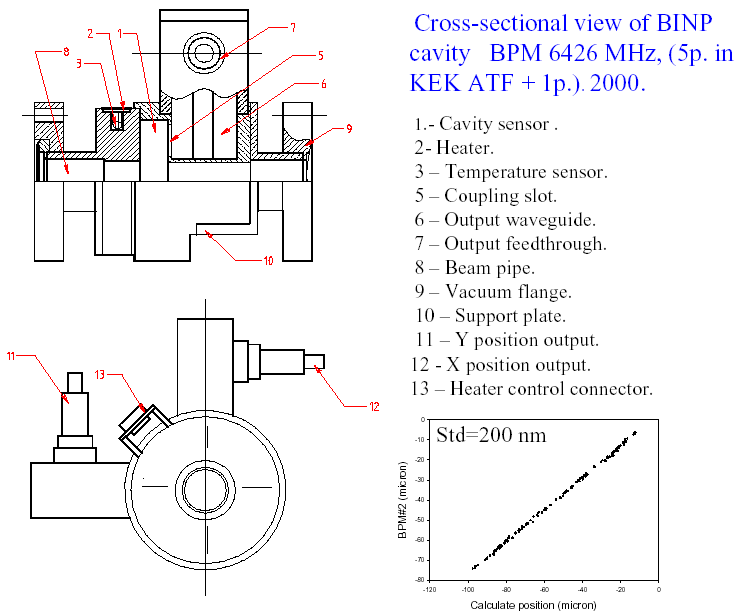 Cross-sectional view of BINP
cavity BPM 6426 MHz, (5p. in
KEK ATF + 1p.). 2000.
1.- Cavity sensor .
2- Heater.
3 – Temperature sensor.
5 – Coupling slot.
6 – Output waveguide.
7 – Output feedthrough.
8 – Beam pipe.
9 – Vacuum flange.
10 – Support plate.
11 – Y position output.
12 - X position output.
13 – Heater control connector.
8
2
1
3
7
5
6
9
10
11
13
12
Std=200 nm
0
-10
-20
-30
-40
-50
-60
-70
-80
BPM#2 (micron)
-120
-100
-80
-60
-40
-20
0
Calculate position (micron)